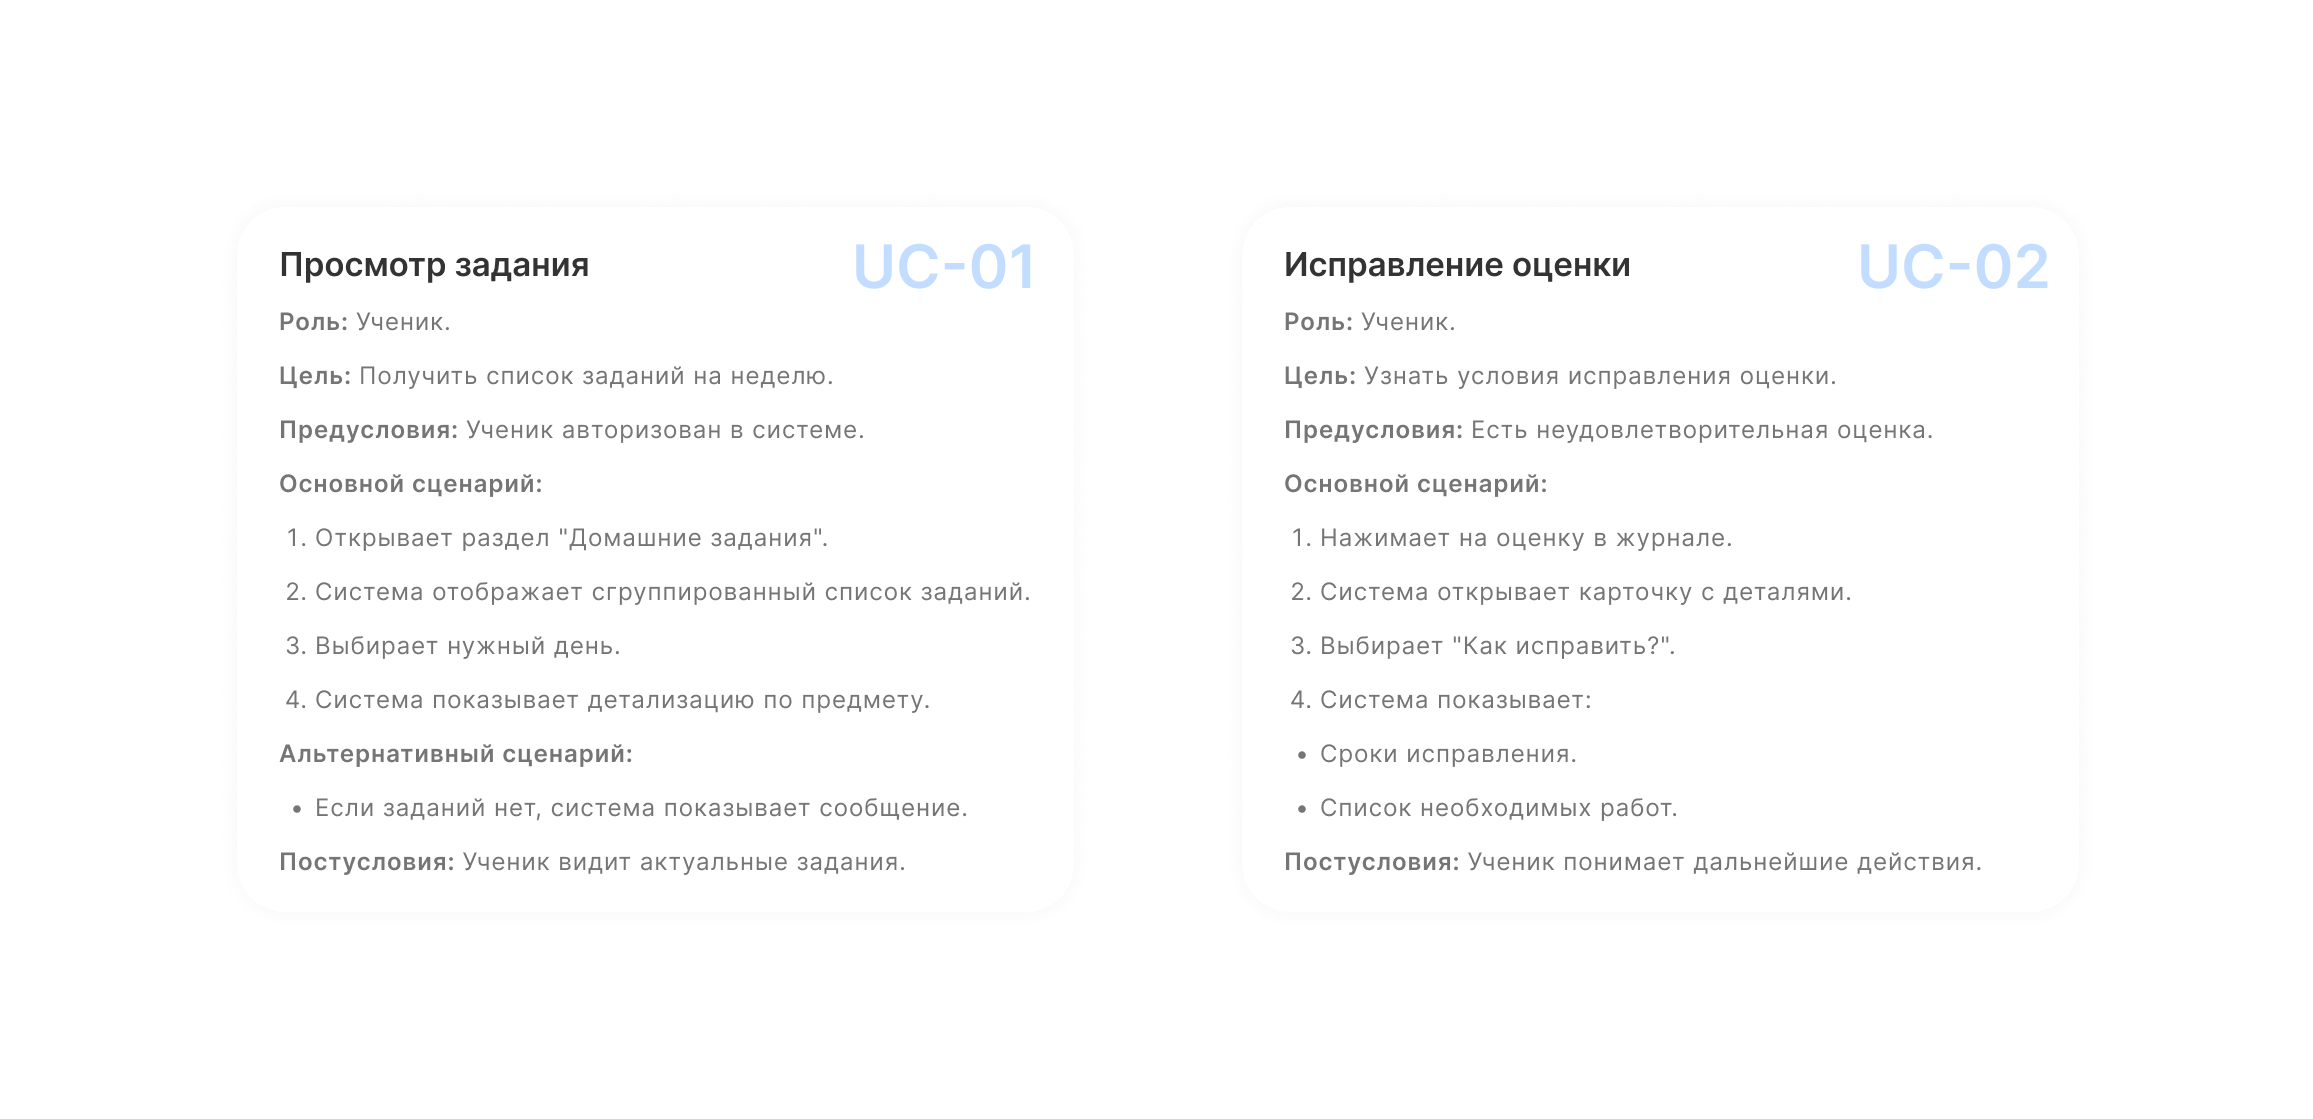 Просмотр задания
UC-01
Роль: Ученик.
Цель: Получить список заданий на неделю.
Предусловия: Ученик авторизован в системе.
Основной сценарий:
1. Открывает раздел "Домашние задания".
2. Система отображает сгруппированный список заданий.
3. Выбирает нужный день.
4. Система показывает детализацию по предмету.
Альтернативный сценарий:
• Если заданий нет, система показывает сообщение.
Постусловия: Ученик видит актуальные задания.
Исправление оценки
UC-02
Роль: Ученик.
Цель: Узнать условия исправления оценки.
Предусловия: Есть неудовлетворительная оценка.
Основной сценарий:
1. Нажимает на оценку в журнале.
2. Система открывает карточку с деталями.
3. Выбирает "Как исправить?".
4. Система показывает:
• Сроки исправления.
• Список необходимых работ.
Постусловия: Ученик понимает дальнейшие действия.